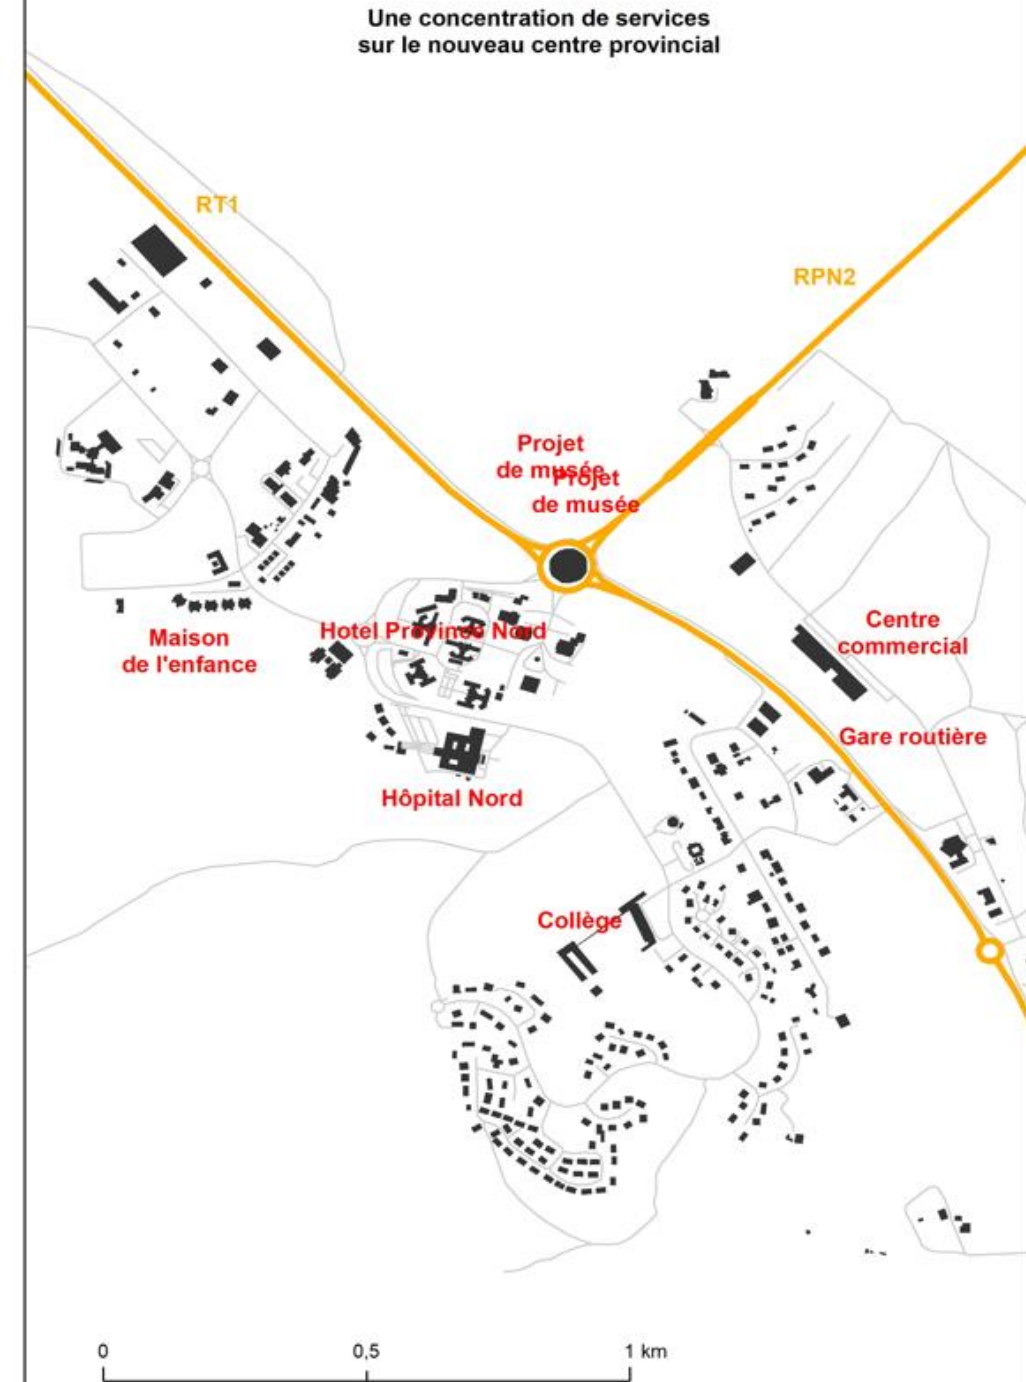 Une concentration de services
sur le nouveau centre provincial
RT1
RPN2
Projet
de musée
Projet
de musée
Centre
commercial
Hotel Province Nord
Maison
de l'enfance
Gare routière
Hôpital Nord
Collège
0 0,5 1 km